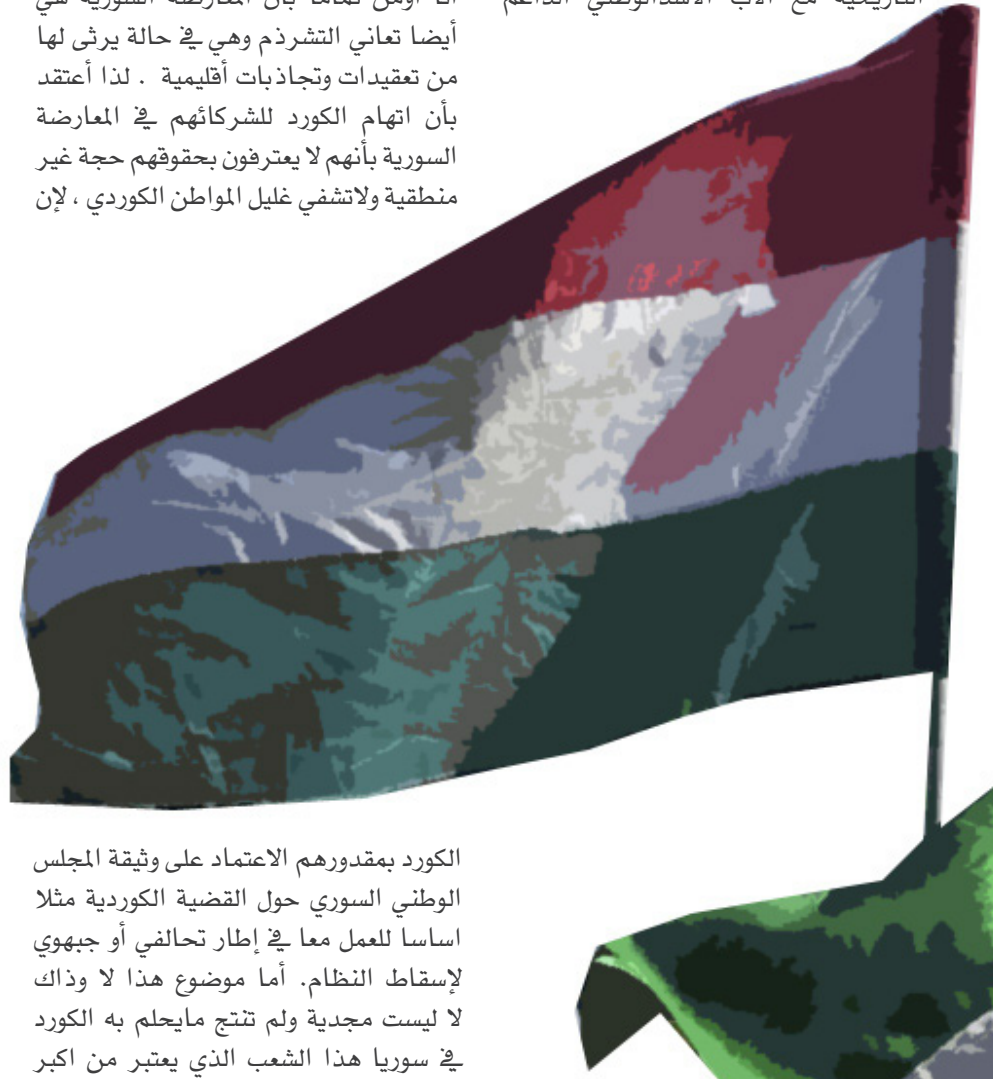 أيضا تعاني التشرذم وهي في حالة يرثى لها
من تعقيدات وتجاذبات أقليمية . لذا أعتقد
بأن اتهام الكورد للشركائهم في المعارضة
السورية بأنهم لا يعترفون بحقوقهم حجة غير
منطقية ولاتشفي غليل المواطن الكوردي ، لإن
الكورد بمقدورهم الاعتماد على وثيقة المجلس
الوطني السوري حول القضية الكوردية مثلا
اساسا للعمل معا في إطار تحالفي أو جبهوي
لإسقاط النظام. أما موضوع هذا لا وذاك
لا ليست مجدية ولم تنتج مايحلم به الكورد
في سوريا هذا الشعب الذي يعتبر من اكبر